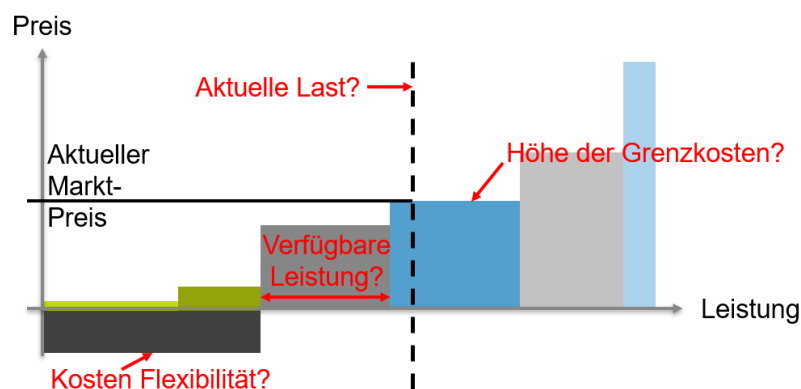 Preis
Aktuelle Last?
Aktueller
Markt-
Preis
Höhe der Grenzkosten?
Verfügbare
Leistung?
Leistung
Kosten Flexibilität?